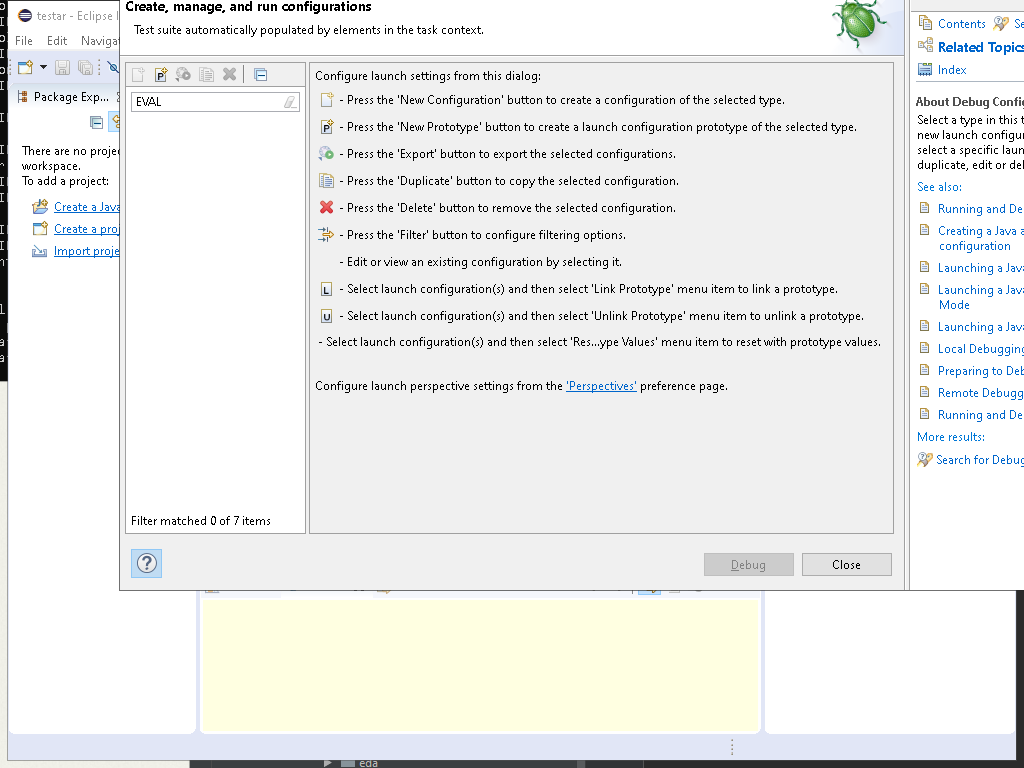 testar - Eclipse
File Edit Naviga
Package Exp...
There are no
workspace.
To add a project:
Create a Java
Create a
Import
Create, manage, and run configurations
Test suite automatically populated by elements in the task context.
EVAL
Filter matched 0 of 7 items
Configure launch settings from this dialog:
- Press the 'New Configuration' button to create a configuration of the selected type.
P - Press the 'New Prototype' button to create a launch configuration prototype of the selected type.
- Press the 'Export' button to export the selected configurations.
- Press the 'Duplicate' button to copy the selected configuration.
- Press the 'Delete' button to remove the selected configuration.
- Press the 'Filter' button to configure filtering options.
- Edit or view an existing configuration by selecting it.
L - Select launch configuration(s) and then select 'Link Prototype' menu item to link a prototype.
U - Select launch configuration(s) and then select 'Unlink Prototype' menu item to unlink a prototype.
- Select launch configuration(s) and then select 'Res...ype Values' menu item to reset with prototype values.
Configure launch perspective settings from the 'Perspectives' preference page.
?
Debug
Close
Contents Se
Related Topics
Index
About Debug Config
Select a type in this t
new launch configur
select a specific laun
duplicate, edit or del
See also:
Running and De
Creating a Java a
configuration
Launching a Java
Launching a Java
Mode
Launching a Java
Local Debugging
Preparing to Deb
Remote Debugg
Running and De
More results:
Search for Debug
eda